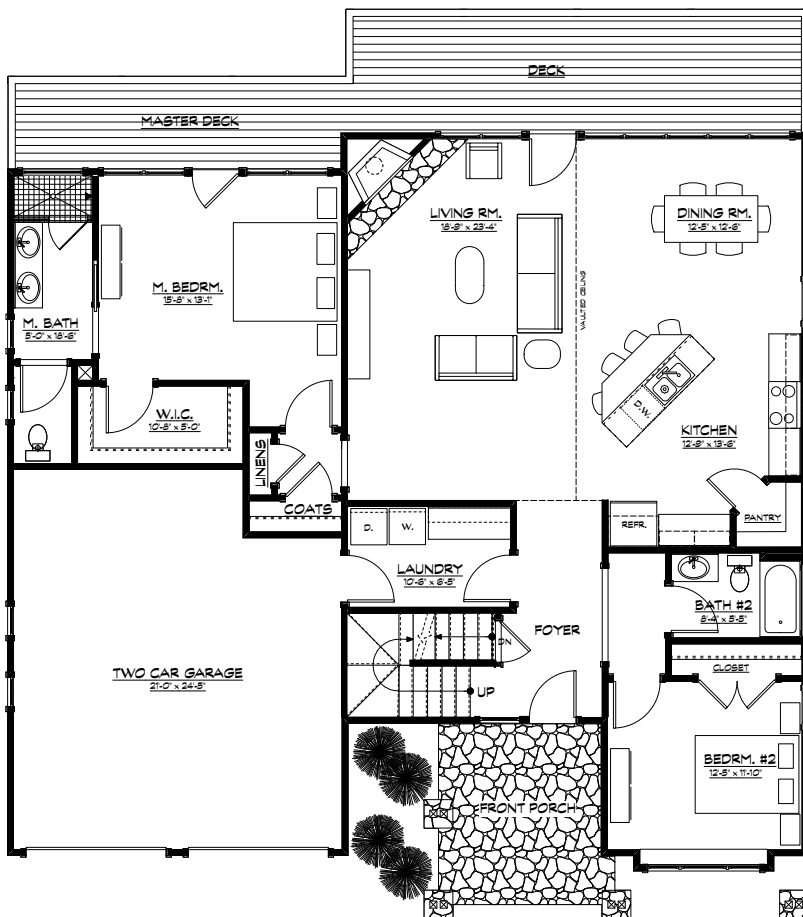 DECK
MASTER DECK
LIVING RM.
18'-9" x 23'-4"
DINING RM.
12'-5" x 12'-6"
M. BEDRM.
15'-8" x 13'-1"
VAULTED CEILING
M. BATH
5'-0" x 18'-6"
D.W.
W.I.C.
10'-8" x 5'-0"
KITCHEN
12'-9" x 13'-6"
LINENS
COATS
REFR.
PANTRY
D.
W.
LAUNDRY
10'-6" x 6'-5"
BATH #2
8'-4" x 5'-5"
FOYER
DN
CLOSET
TWO CAR GARAGE
21'-0" x 24'-5"
UP
BEDRM. #2
12'-5" x 11'-10"
FRONT PORCH